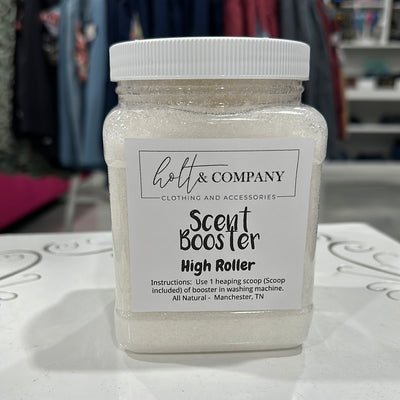 holt & COMPANY
CLOTHING AND ACCESSORIES
Scent
Booster
High Roller
Instructions: Use 1 heaping scoop (Scoop
included) of booster in washing machine.
All Natural - Manchester, TN